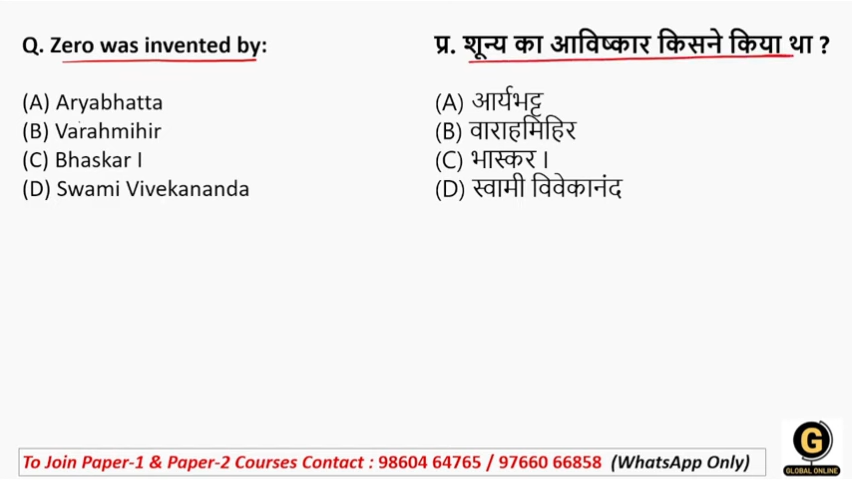 Q. Zero was invented by:
(A) Aryabhatta
(B) Varahmihir
(C) Bhaskar I
(D) Swami Vivekananda
प्र. शून्य का आविष्कार किसने किया था ?
(A) आर्यभट्ट
(B) वाराहमिहिर
(C) भास्कर I
(D) स्वामी विवेकानंद
To Join Paper-1 & Paper-2 Courses Contact : 98604 64765 / 97660 66858 (WhatsApp Only)
G
GLOBAL ONLINE